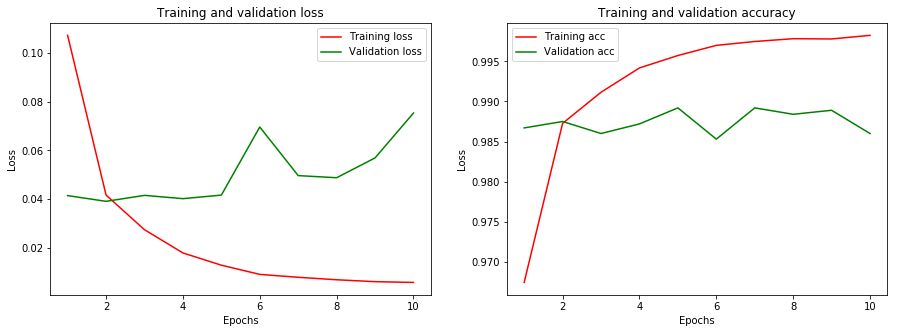 Training and validation loss
Training loss
Validation loss
0.10
0.08
0.06
0.04
0.02
Loss
2
4
6
8
10
Epochs
Training and validation accuracy
Training acc
Validation acc
0.995
0.990
0.985
0.980
0.975
0.970
Loss
2
4
6
8
10
Epochs